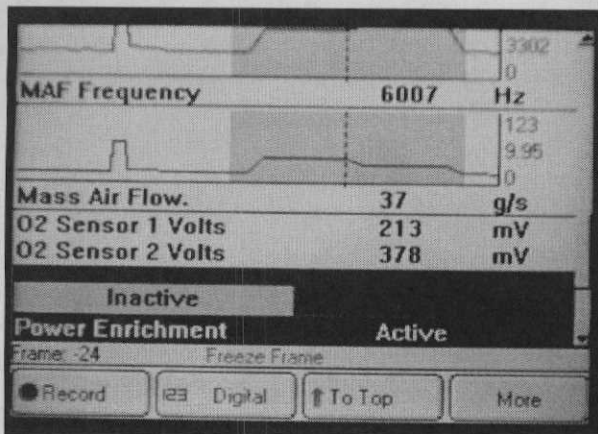 3302
0
MAF Frequency 6007 Hz
123
9.95
0
Mass Air Flow. 37 g/s
O2 Sensor 1 Volts 213 mV
O2 Sensor 2 Volts 378 mV
Inactive
Power Enrichment Active
Frame: -24 Freeze Frame
Record 123 Digital To Top More